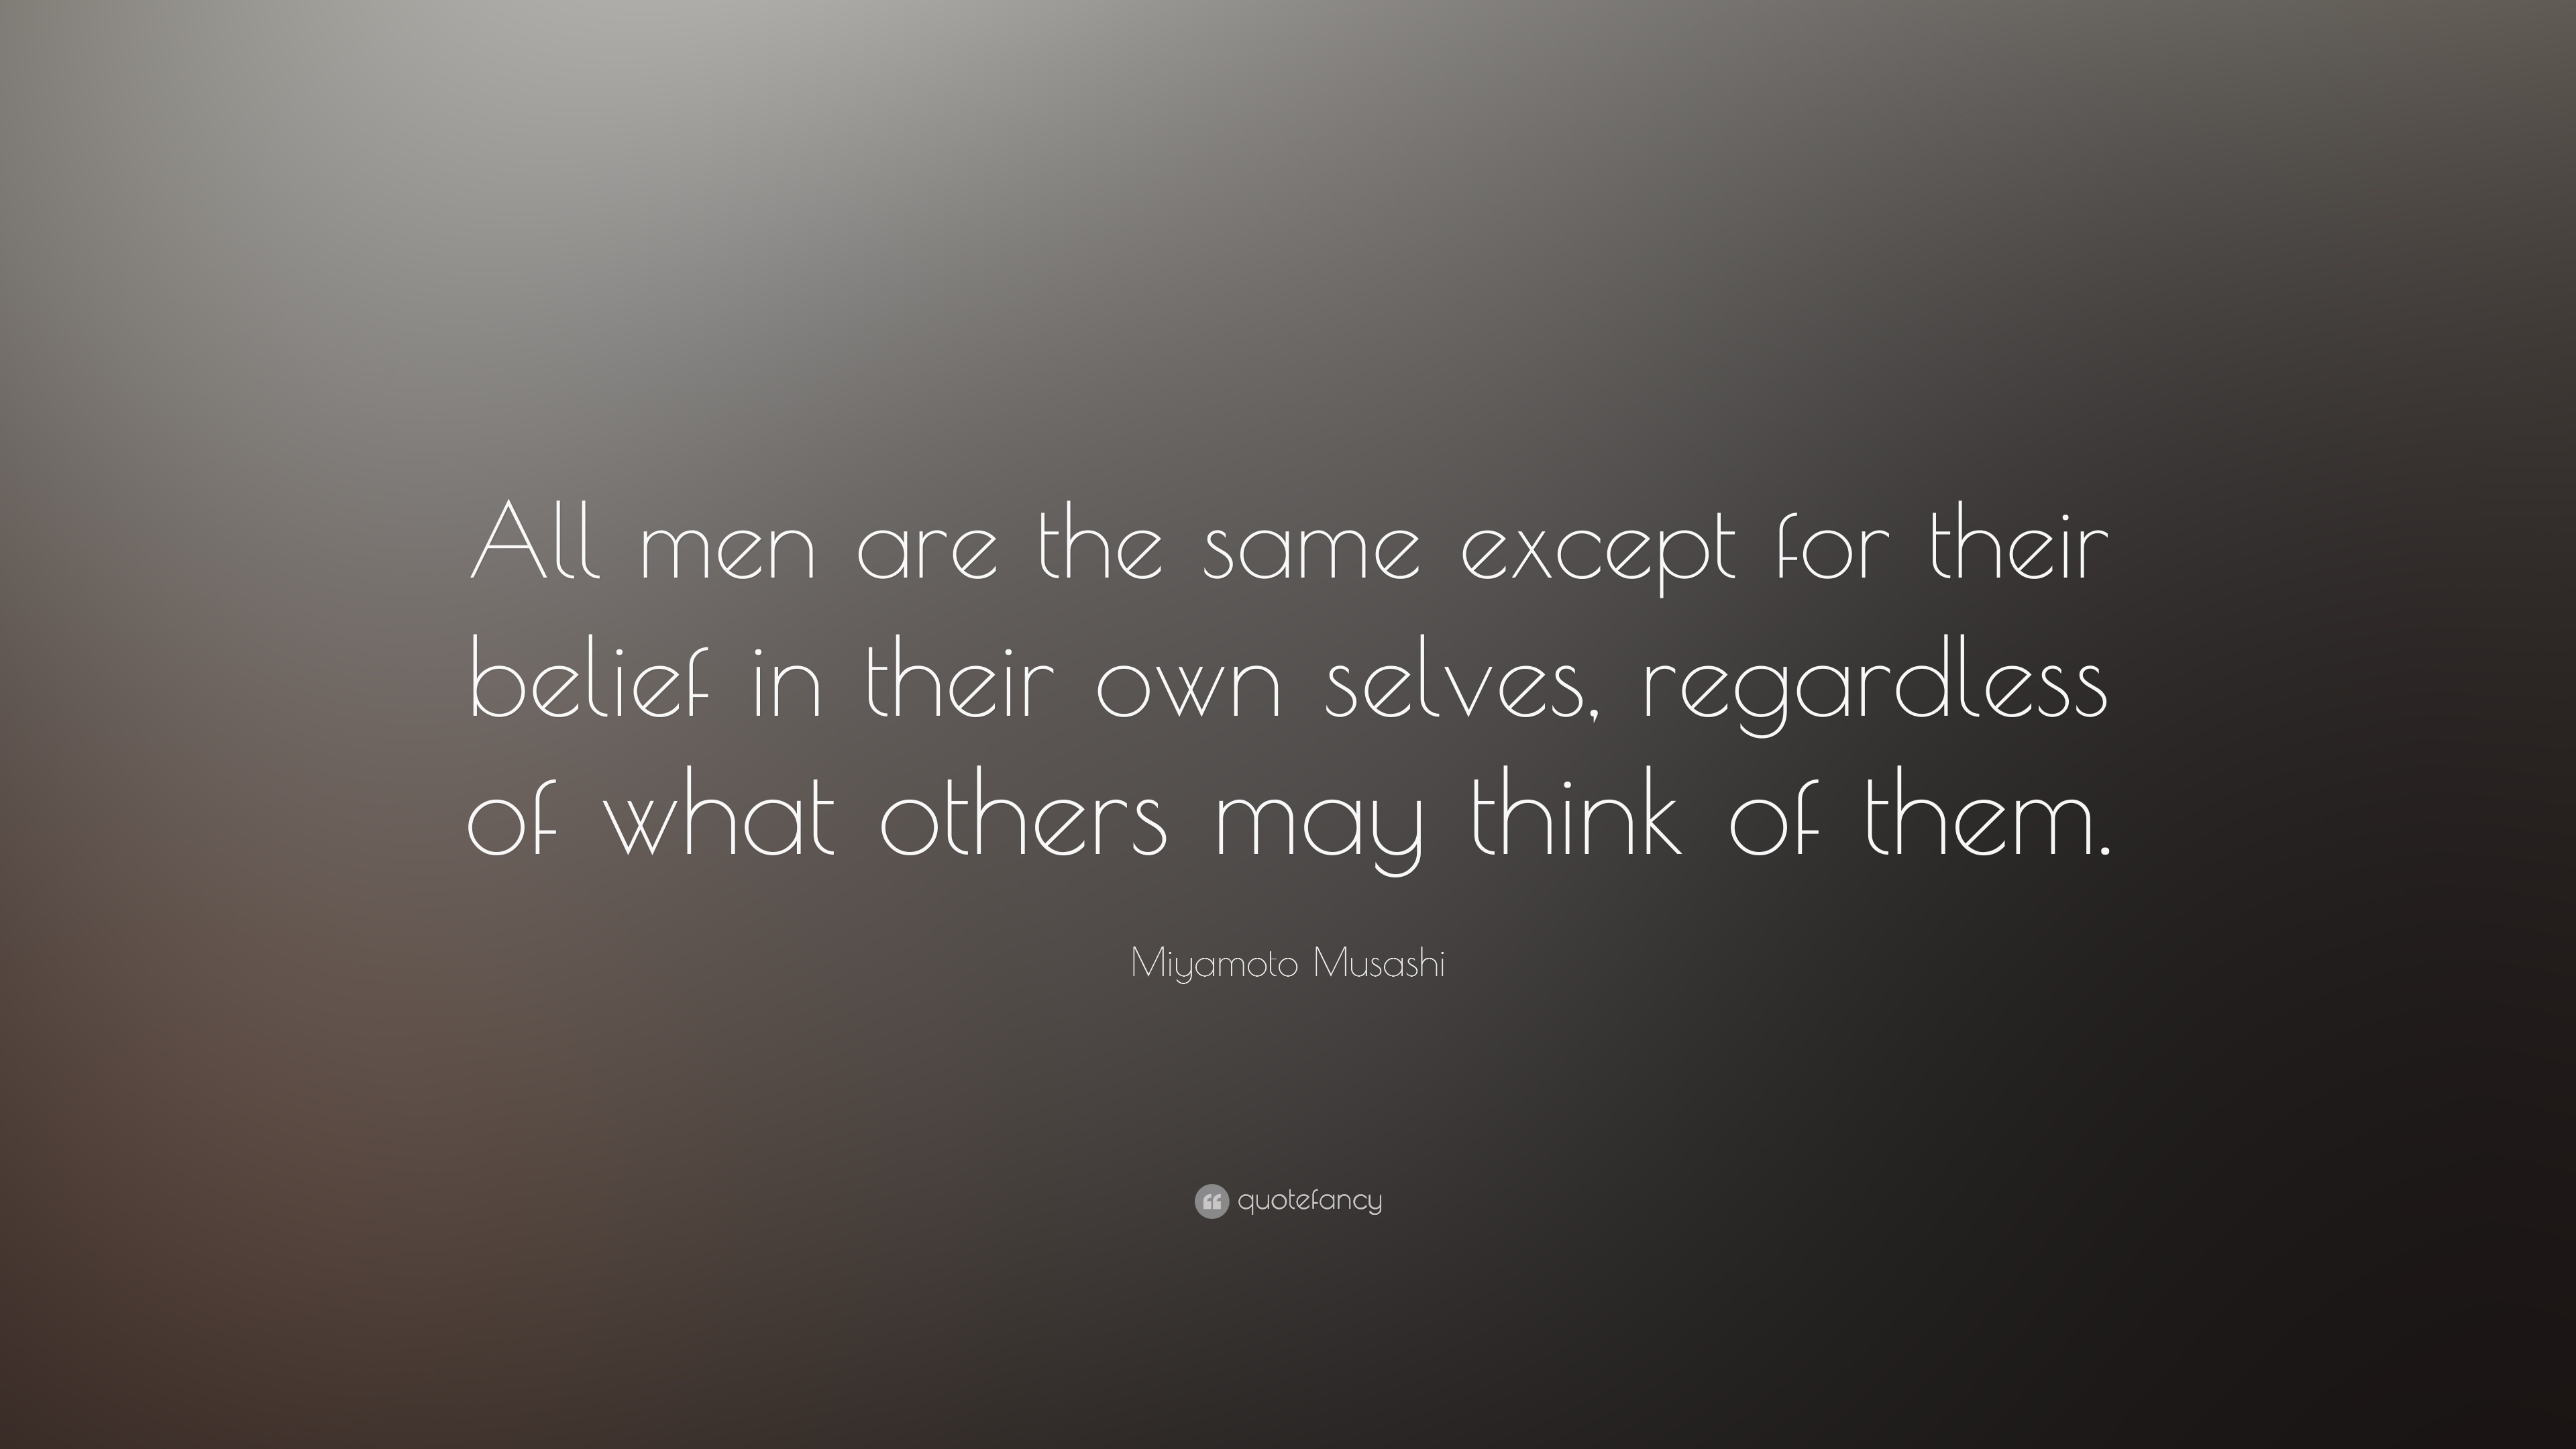 All men are the same except for their
belief in their own selves, regardless
of what others may think of them.
Miyamoto Musashi
quotefancy